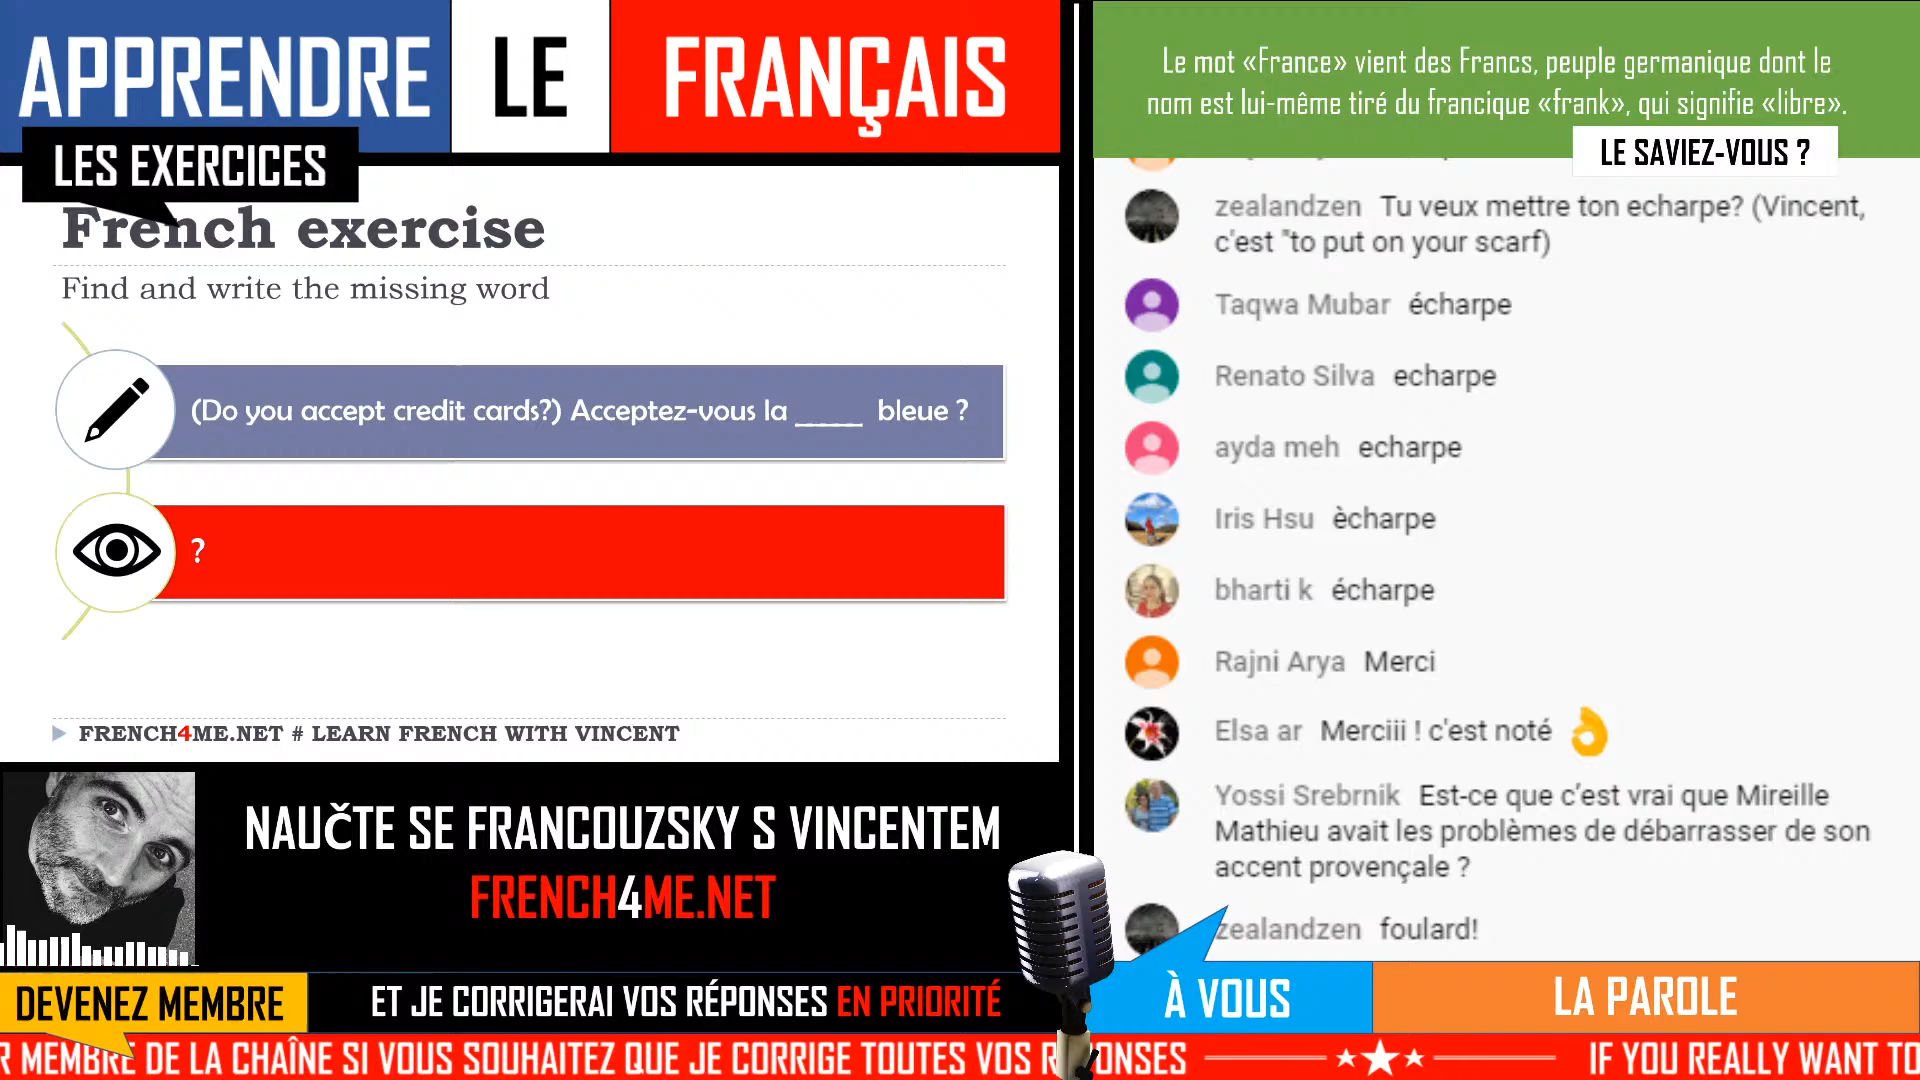 APPRENDRE LE FRANÇAIS
LES EXERCICES
French exercise
Find and write the missing word
(Do you accept credit cards?) Acceptez-vous la _____ bleue ?
?
FRENCH4ME.NET # LEARN FRENCH WITH VINCENT
NAUČTE SE FRANCOUZSKY S VINCENTEM
FRENCH4ME.NET
DEVENEZ MEMBRE
ET JE CORRIGERAI VOS RÉPONSES EN PRIORITÉ
Le mot «France» vient des Francs, peuple germanique dont le
nom est lui-même tiré du francique «frank», qui signifie «libre».
LE SAVIEZ-VOUS ?
zealandzen Tu veux mettre ton echarpe? (Vincent,
c'est "to put on your scarf)
Taqwa Mubar écharpe
Renato Silva echarpe
ayda meh echarpe
Iris Hsu ècharpe
bharti k écharpe
Rajni Arya Merci
Elsa ar Merciii ! c'est noté 👌
Yossi Srebrnik Est-ce que c'est vrai que Mireille
Mathieu avait les problèmes de débarrasser de son
accent provençale ?
zealandzen foulard!
À VOUS LA PAROLE
R MEMBRE DE LA CHAÎNE SI VOUS SOUHAITEZ QUE JE CORRIGE TOUTES VOS RÉPONSES IF YOU REALLY WANT TO